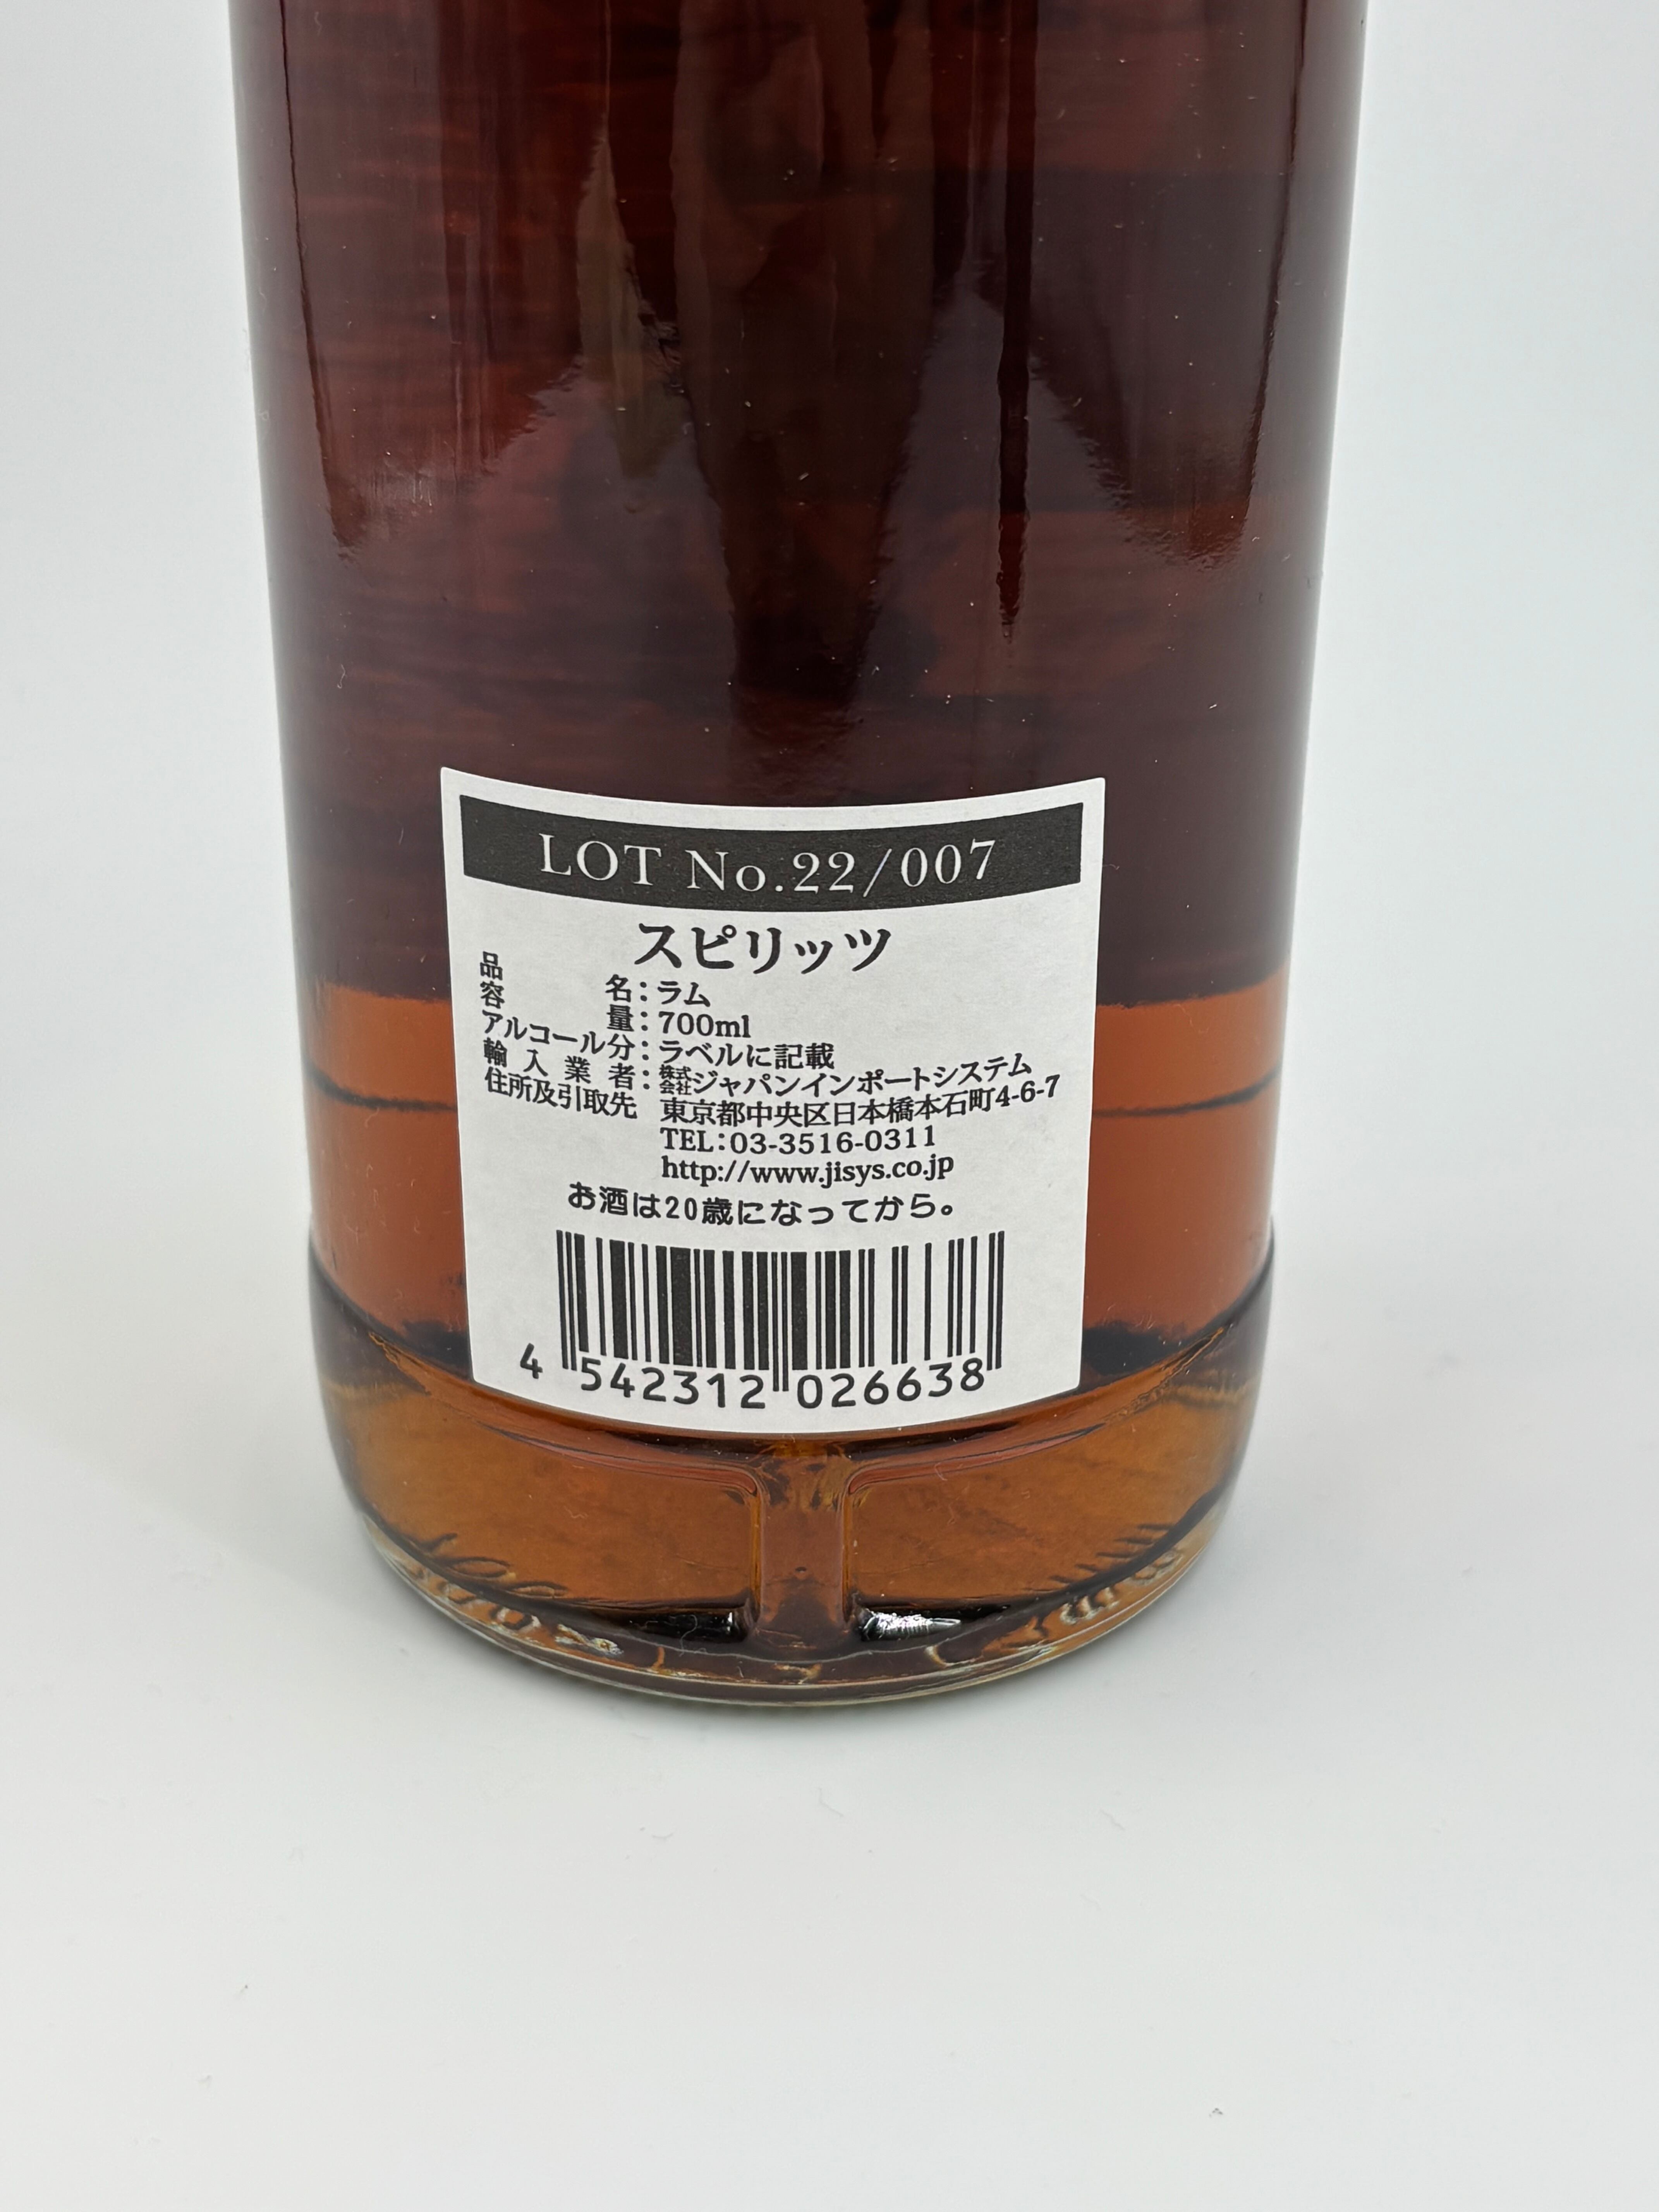 LOT No.22/007
スピリッツ
品名：ラム
容量：700ml
アルコール分：ラベルに記載
輸入業者：株式会社ジャパンインポートシステム
住所及引取先 東京都中央区日本橋本石町4-6-7
TEL：03-3516-0311
http://www.jisys.co.jp
お酒は20歳になってから。
4 542312 026638